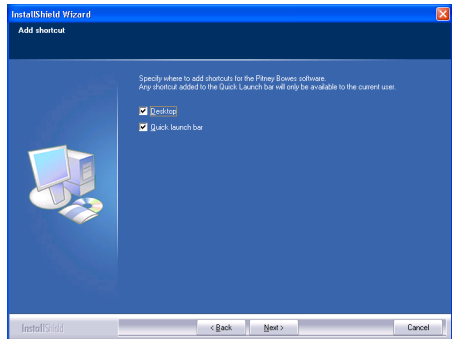 InstallShield Wizard
Add shortcut
Specify where to add shortcuts for the Pitney Bowes software.
Any shortcut added to the Quick Launch bar will only be available to the current user.
Desktop
Quick launch bar
InstallShield
< Back
Next >
Cancel